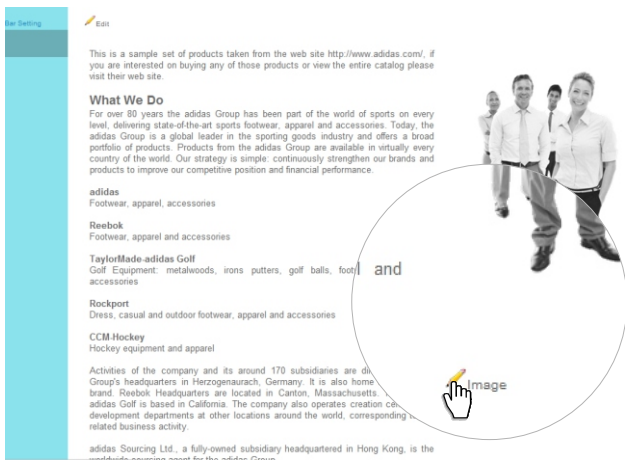 Bar Setting
Edit
This is a sample set of products taken from the web site http://www.adidas.com/, if
you are interested on buying any of those products or view the entire catalog please
visit their web site.
What We Do
For over 80 years the adidas Group has been part of the world of sports on every
level, delivering state-of-the-art sports footwear, apparel and accessories. Today, the
adidas Group is a global leader in the sporting goods industry and offers a broad
portfolio of products. Products from the adidas Group are available in virtually every
country of the world. Our strategy is simple: continuously strengthen our brands and
products to improve our competitive position and financial performance.
adidas
Footwear, apparel, accessories
Reebok
Footwear, apparel and accessories
TaylorMade-adidas Golf
Golf Equipment: metalwoods, irons putters, golf balls, and
accessories
Rockport
Dress, casual and outdoor footwear, apparel and accessories
CCM-Hockey
Hockey equipment and apparel
Activities of the company and its around 170 subsidiaries are
Group's headquarters in Herzogenaurach, Germany. It is also home
brand. Reebok Headquarters are located in Canton, Massachusetts.
adidas Golf is based in California. The company also operates creation
development departments at other locations around the world, corresponding
related business activity.
adidas Sourcing Ltd., a fully-owned subsidiary headquartered in Hong Kong, is the
worldwide sourcing agent for the adidas Group.
Image